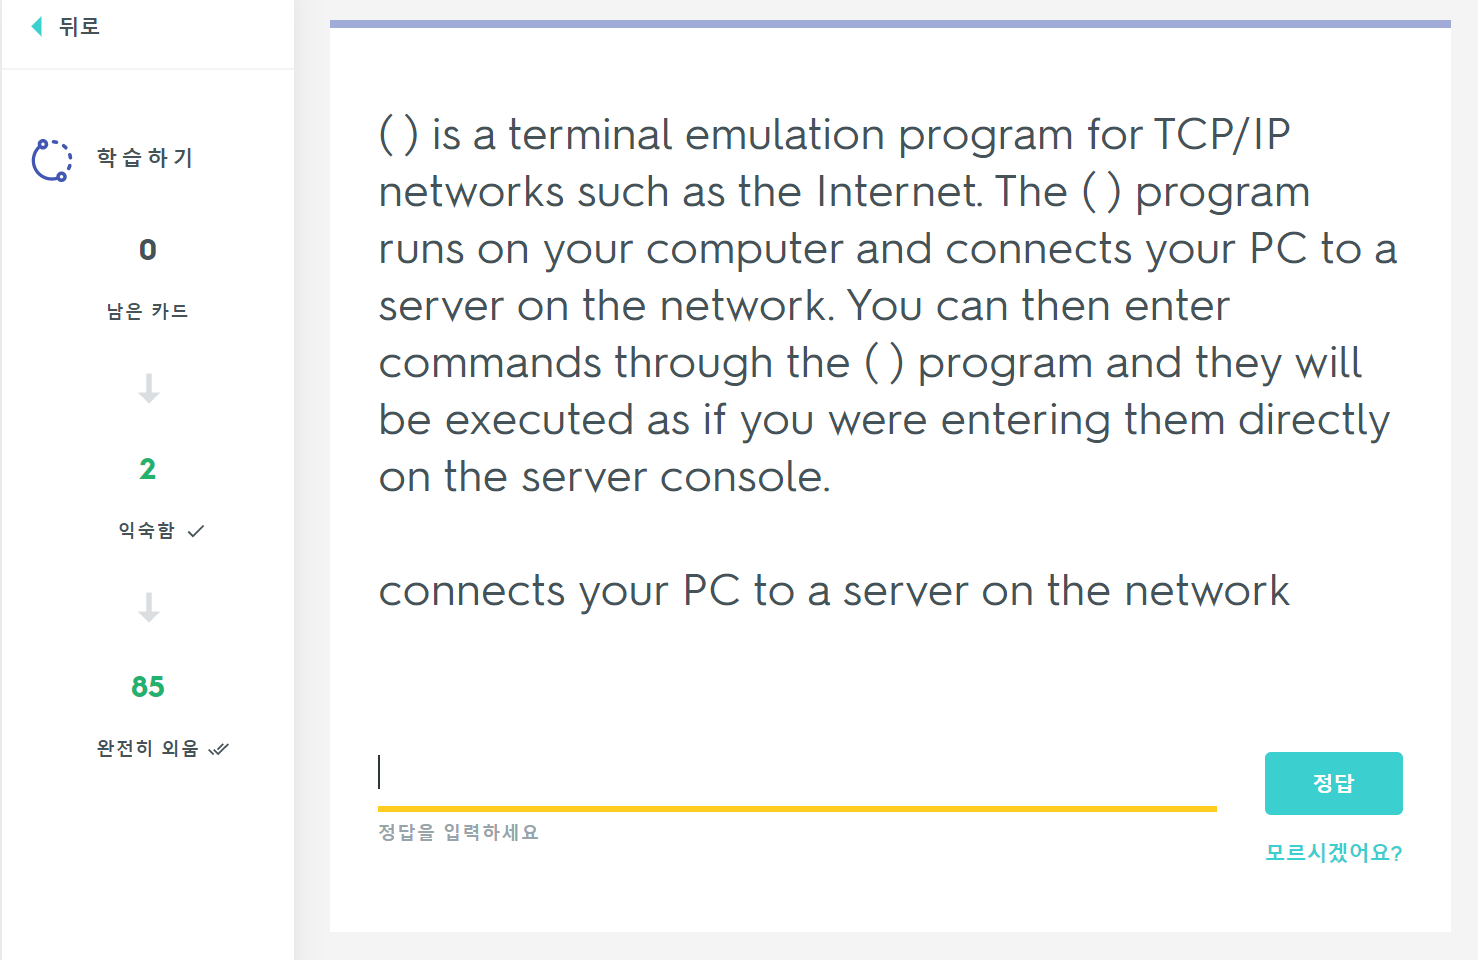 뒤로
학습하기
0
남은 카드
2
익숙함
85
완전히 외움
( ) is a terminal emulation program for TCP/IP
networks such as the Internet. The ( ) program
runs on your computer and connects your PC to a
server on the network. You can then enter
commands through the ( ) program and they will
be executed as if you were entering them directly
on the server console.
connects your PC to a server on the network
정답을 입력하세요
정답
모르시겠어요?